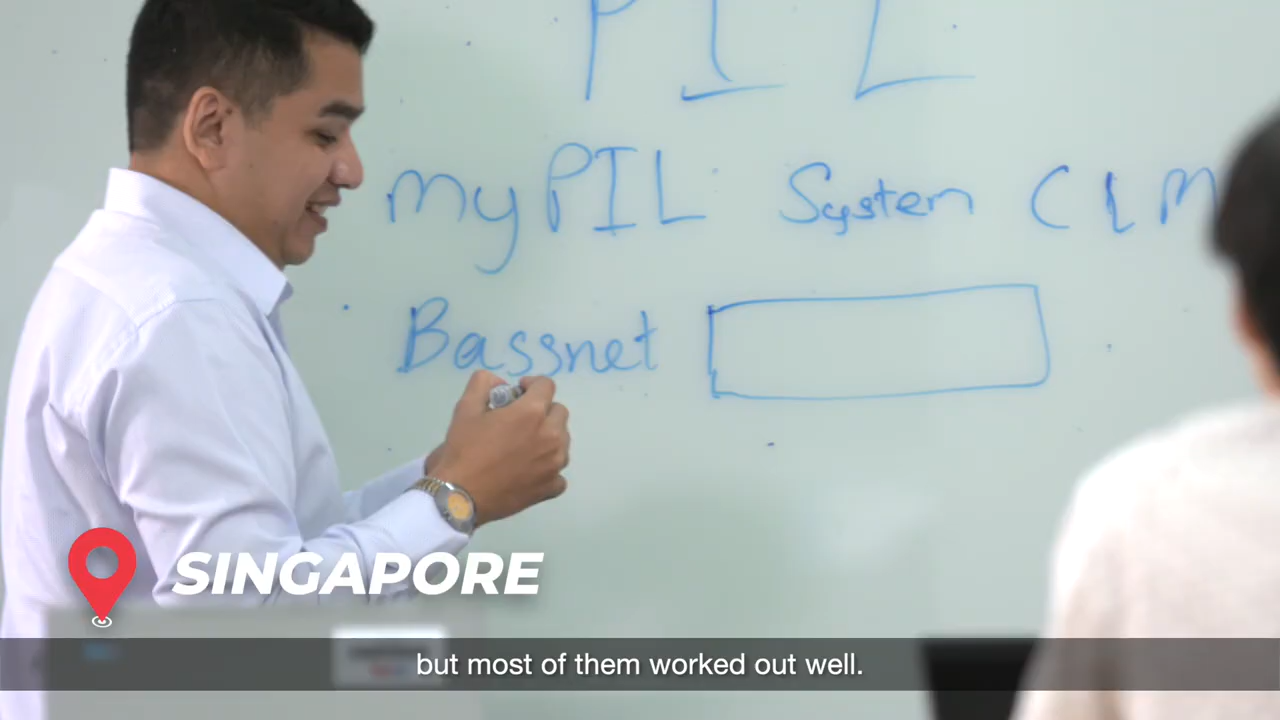 PIL
myPIL System CLM
Bassnet
SINGAPORE
but most of them worked out well.